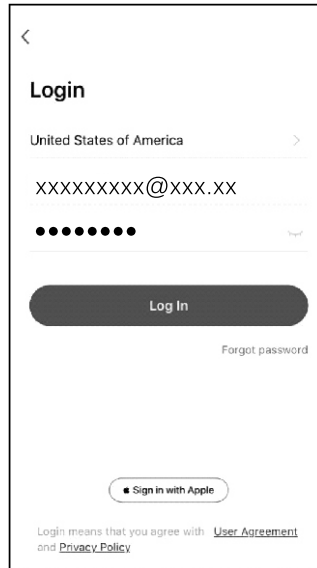 Login
United States of America
xxxxxxxxx@xxx.xx
●●●●●●●●
Log In
Forgot password
Sign in with Apple
Login means that you agree with User Agreement
and Privacy Policy